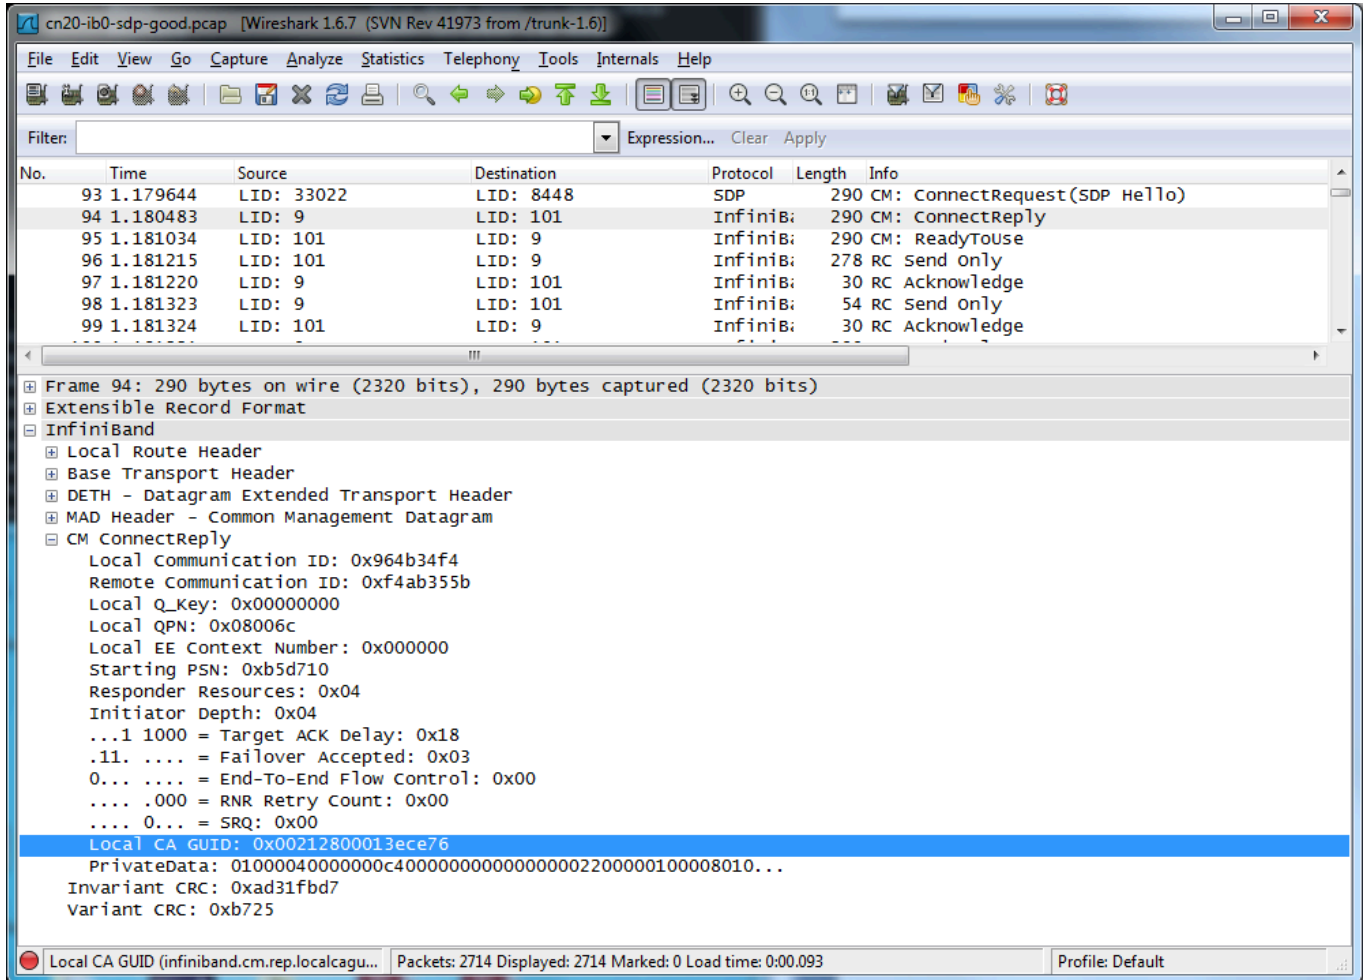 cn20-ib0-sdp-good.pcap [Wireshark 1.6.7 (SVN Rev 41973 from /trunk-1.6)]
File Edit View Go Capture Analyze Statistics Telephony Tools Internals Help
Filter: Expression... Clear Apply
No. Time Source Destination Protocol Length Info
93 1.179644 LID: 33022 LID: 8448 SDP 290 CM: ConnectRequest(SDP Hello)
94 1.180483 LID: 9 LID: 101 InfiniBa 290 CM: ConnectReply
95 1.181034 LID: 101 LID: 9 InfiniBa 290 CM: ReadyToUse
96 1.181215 LID: 101 LID: 9 InfiniBa 278 RC Send Only
97 1.181220 LID: 9 LID: 101 InfiniBa 30 RC Acknowledge
98 1.181323 LID: 9 LID: 101 InfiniBa 54 RC Send Only
99 1.181324 LID: 101 LID: 9 InfiniBa 30 RC Acknowledge
Frame 94: 290 bytes on wire (2320 bits), 290 bytes captured (2320 bits)
Extensible Record Format
InfiniBand
Local Route Header
Base Transport Header
DETH - Datagram Extended Transport Header
MAD Header - Common Management Datagram
CM ConnectReply
Local Communication ID: 0x964b34f4
Remote Communication ID: 0xf4ab355b
Local Q_Key: 0x00000000
Local QPN: 0x08006c
Local EE Context Number: 0x000000
Starting PSN: 0xb5d710
Responder Resources: 0x04
Initiator Depth: 0x04
...1 1000 = Target ACK Delay: 0x18
.11. .... = Failover Accepted: 0x03
0... .... = End-To-End Flow Control: 0x00
.... .000 = RNR Retry Count: 0x00
.... 0... = SRQ: 0x00
Local CA GUID: 0x00212800013ece76
PrivateData: 01000040000000c400000000000000002200000100008010...
Invariant CRC: 0xad31fbd7
Variant CRC: 0xb725
Local CA GUID (infiniband.cm.rep.localcagu... Packets: 2714 Displayed: 2714 Marked: 0 Load time: 0:00.093 Profile: Default